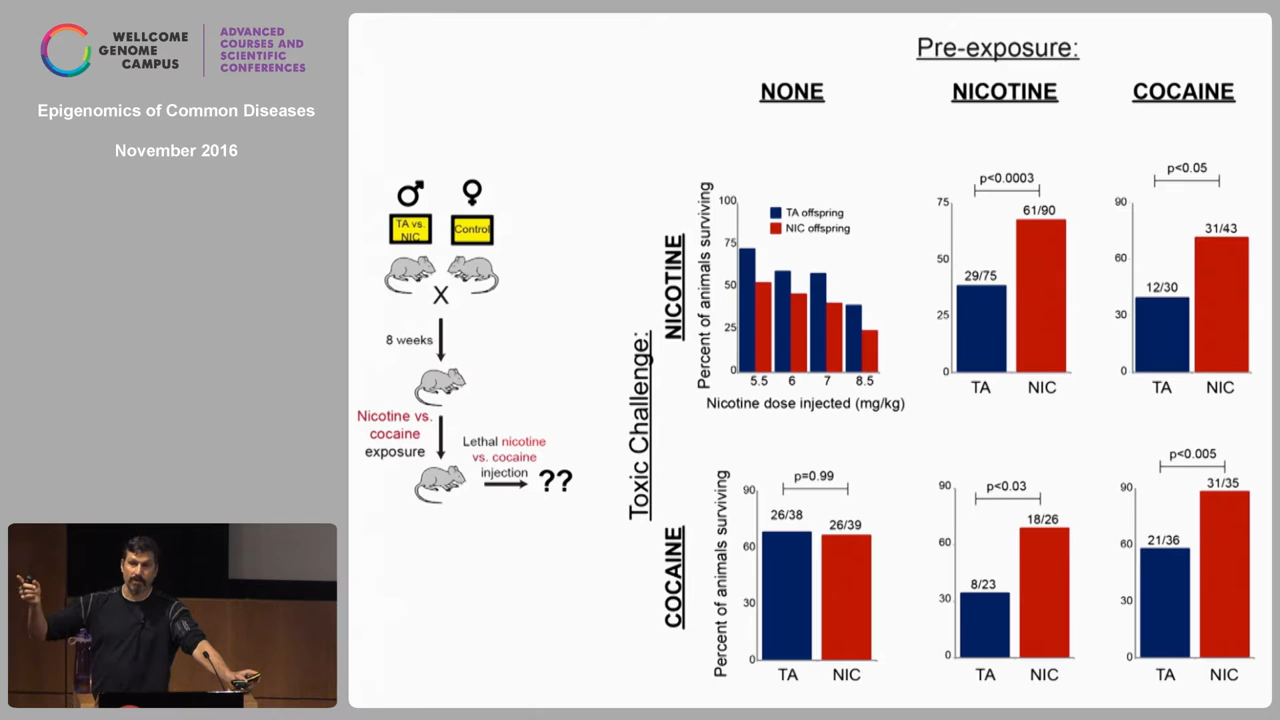 WELLCOME
GENOME
CAMPUS
ADVANCED
COURSES AND
SCIENTIFIC
CONFERENCES
Epigenomics of Common Diseases
November 2016
TA vs.
NIC
Control
X
8 weeks
Nicotine vs.
cocaine
exposure
Lethal nicotine
vs. cocaine
injection
??
Pre-exposure:
NONE
NICOTINE
COCAINE
Toxic Challenge:
NICOTINE
Percent of animals surviving
100
75
50
25
0
TA offspring
NIC offspring
5.5 6 7 8.5
Nicotine dose injected (mg/kg)
p<0.0003
75
50
25
0
29/75
61/90
TA NIC
p<0.05
90
60
30
0
12/30
31/43
TA NIC
COCAINE
Percent of animals surviving
p=0.99
90
60
30
0
26/38
26/39
TA NIC
p<0.03
90
60
30
0
8/23
18/26
TA NIC
p<0.005
90
60
30
0
21/36
31/35
TA NIC